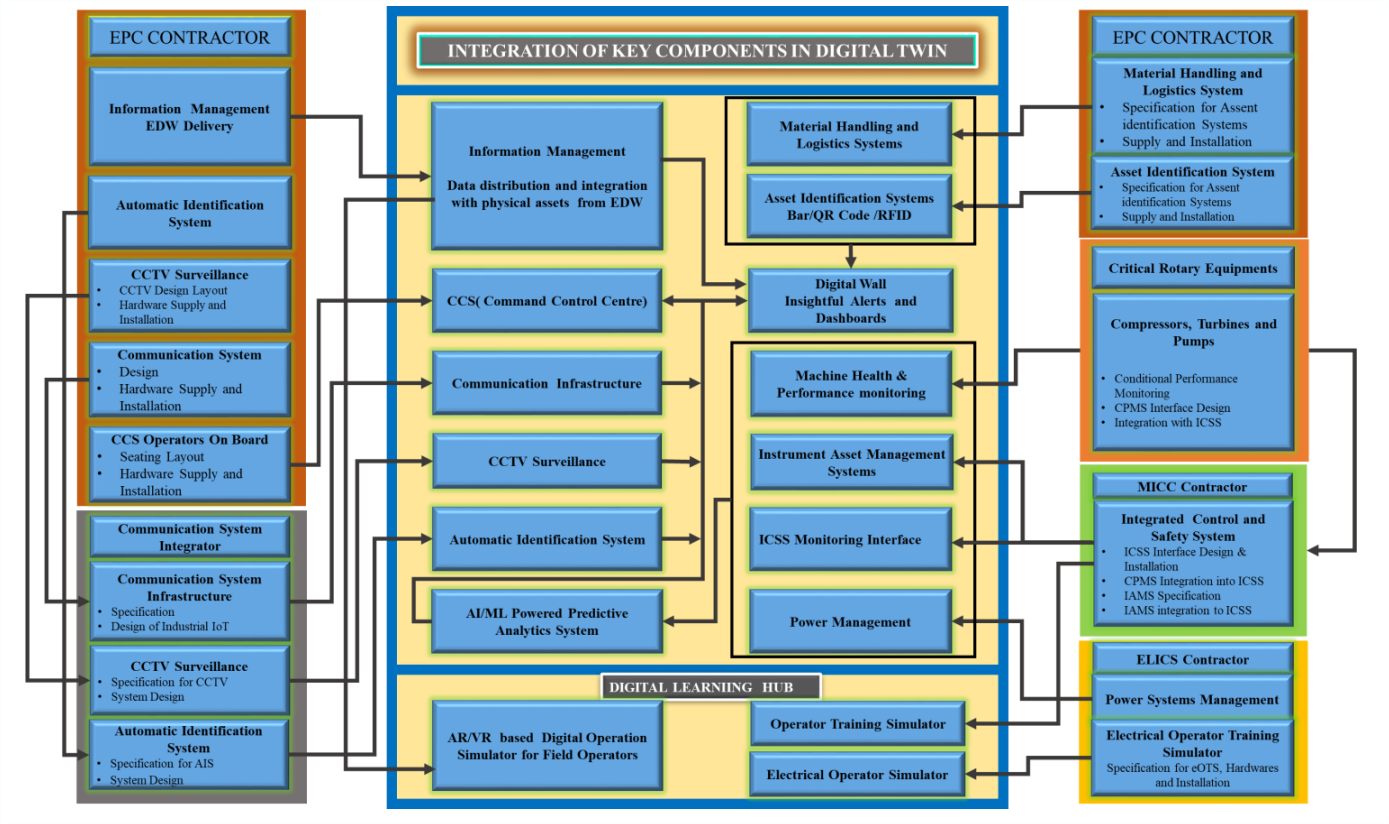 EPC CONTRACTOR
Information Management
EDW Delivery
Automatic Identification
System
CCTV Surveillance
• CCTV Design Layout
• Hardware Supply and
Installation
Communication System
• Design
• Hardware Supply and
Installation
CCS Operators On Board
• Seating Layout
• Hardware Supply and
Installation
Communication System
Integrator
Communication System
Infrastructure
• Specification
• Design of Industrial IoT
CCTV Surveillance
• Specification for CCTV
• System Design
Automatic Identification
System
• Specification for AIS
• System Design
INTEGRATION OF KEY COMPONENTS IN DIGITAL TWIN
Information Management
Data distribution and integration
with physical assets from EDW
CCS( Command Control Centre)
Communication Infrastructure
CCTV Surveillance
Automatic Identification System
AI/ML Powered Predictive
Analytics System
Material Handling and
Logistics Systems
Asset Identification Systems
Bar/QR Code /RFID
Digital Wall
Insightful Alerts and
Dashboards
Machine Health &
Performance monitoring
Instrument Asset Management
Systems
ICSS Monitoring Interface
Power Management
DIGITAL LEARNIING HUB
AR/VR based Digital Operation
Simulator for Field Operators
Operator Training Simulator
Electrical Operator Simulator
EPC CONTRACTOR
Material Handling and
Logistics System
• Specification for Assent
identification Systems
• Supply and Installation
Asset Identification System
• Specification for Assent
identification Systems
• Supply and Installation
Critical Rotary Equipments
Compressors, Turbines and
Pumps
• Conditional Performance
Monitoring
• CPMS Interface Design
• Integration with ICSS
MICC Contractor
Integrated Control and
Safety System
• ICSS Interface Design &
Installation
• CPMS Integration into ICSS
• IAMS Specification
• IAMS integration to ICSS
ELICS Contractor
Power Systems Management
Electrical Operator Training
Simulator
Specification for eOTS, Hardwares
and Installation